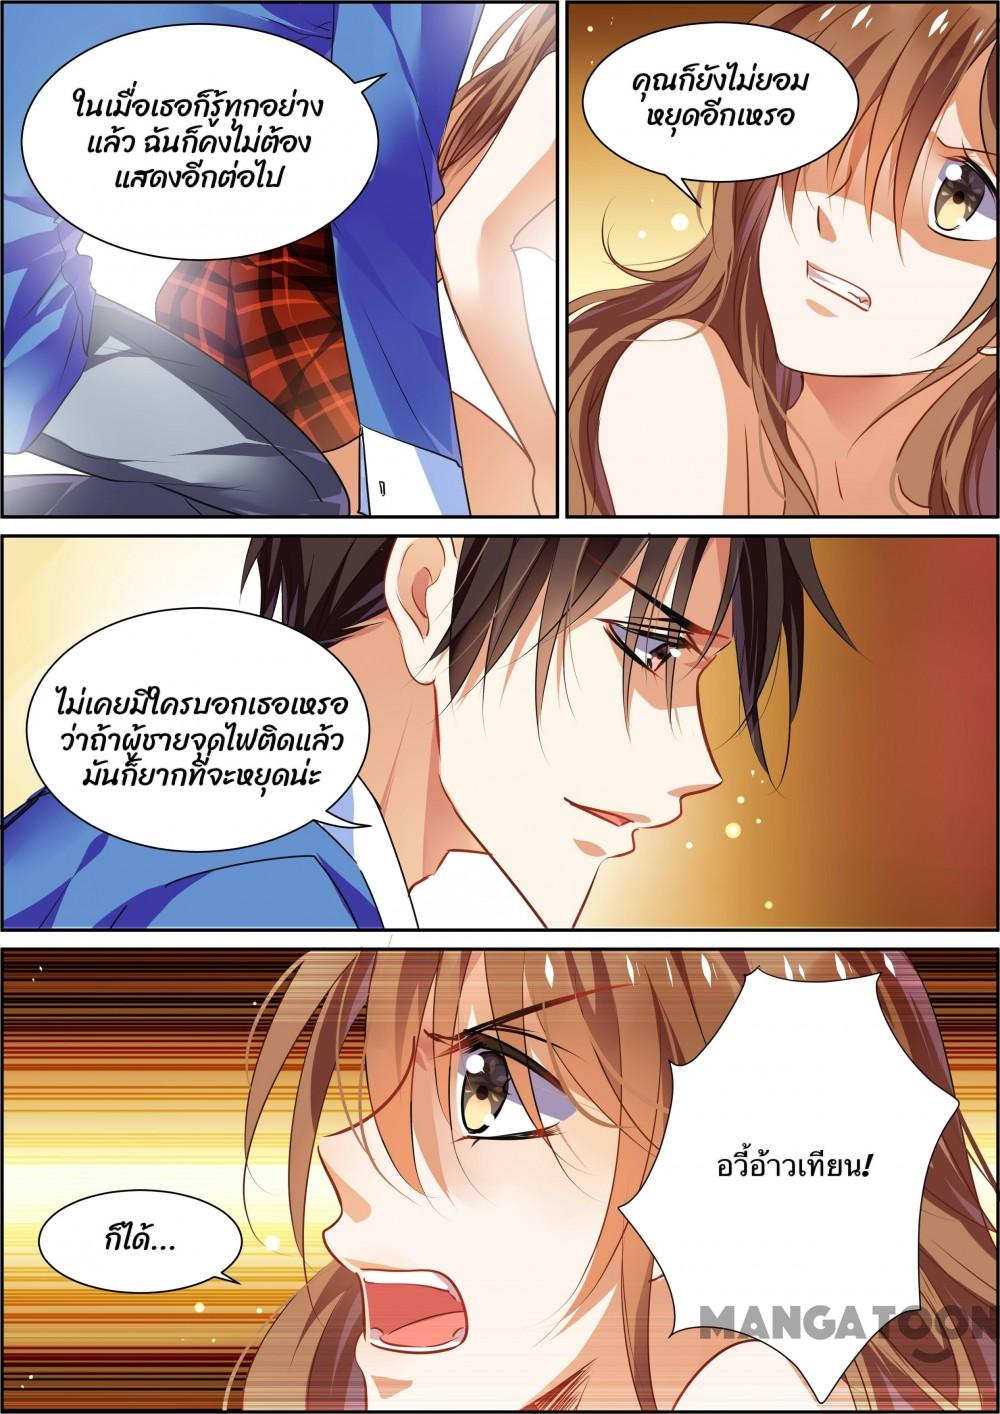 ในเมื่อเธอก็รู้ทุกอย่าง
แล้ว ฉันก็คงไม่ต้อง
แสดงอีกต่อไป
คุณก็ยังไม่ยอม
หยุดอีกเหรอ
ไม่เคยมีใครบอกเธอเหรอ
ว่าถ้าผู้ชายจุดไฟติดแล้ว
มันก็ยากที่จะหยุดน่ะ
อวี้อ้าวเทียน!
ก็ได้...
MANGATOON